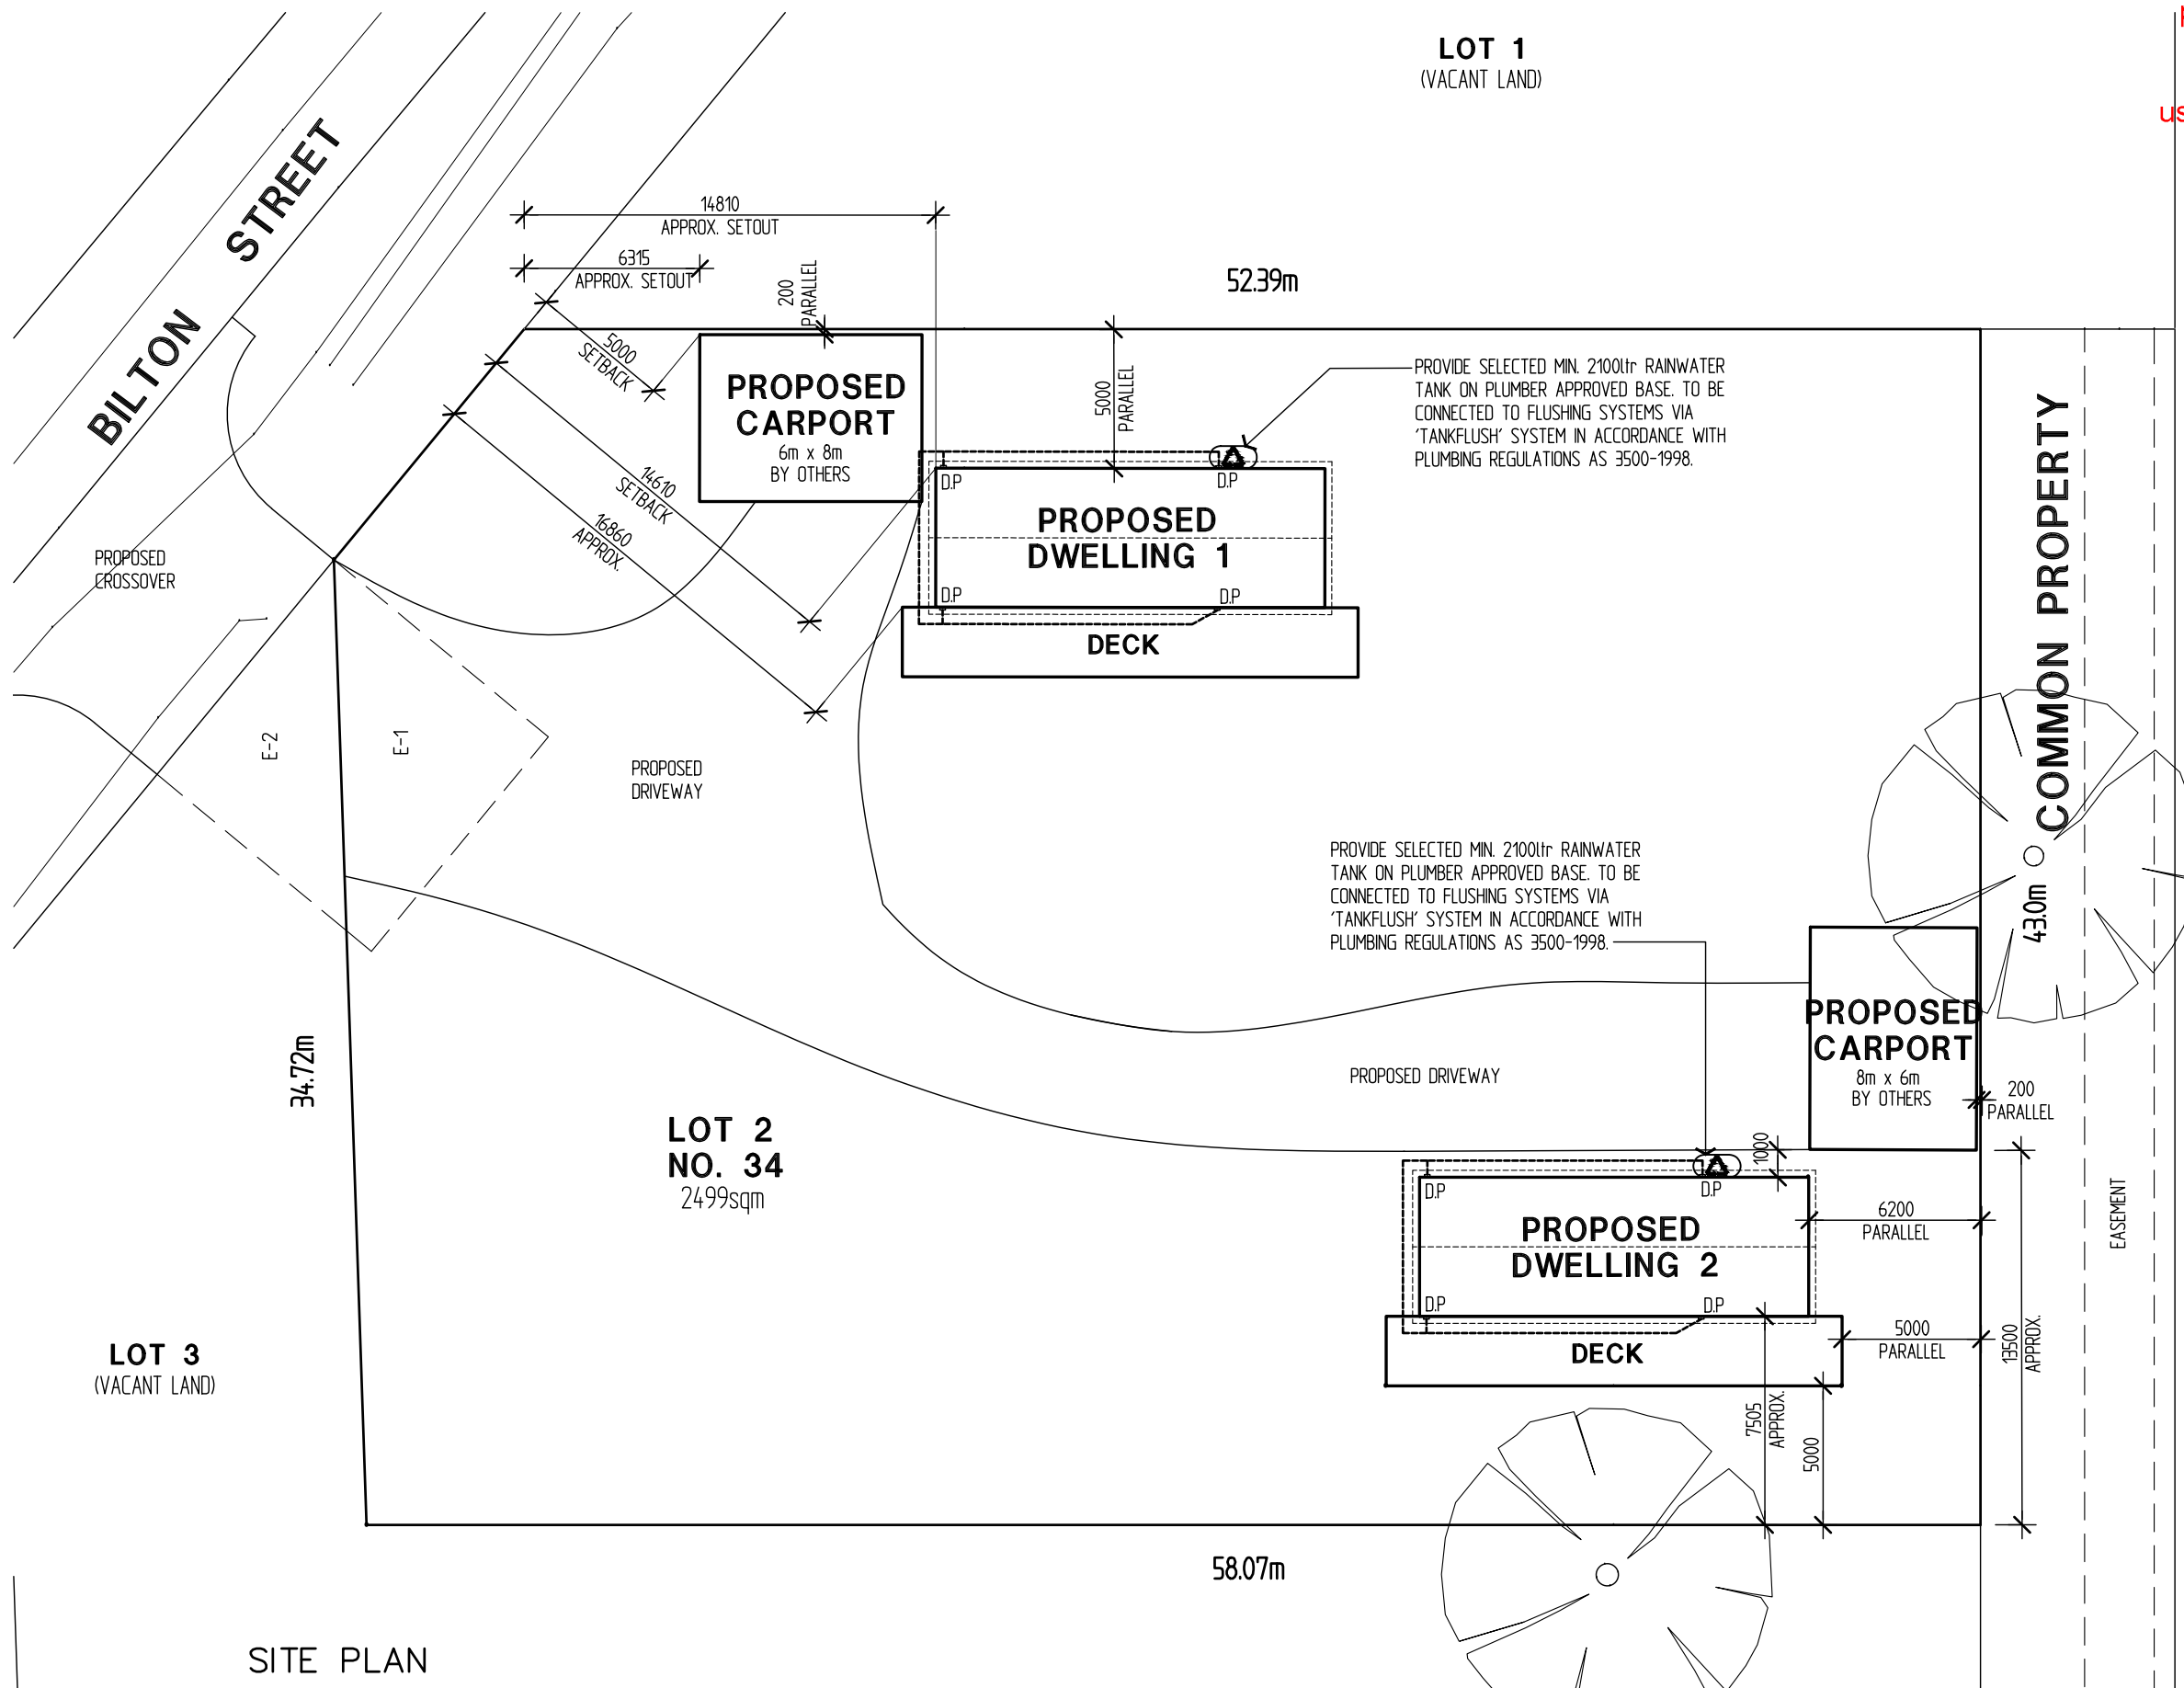 LOT 1
(VACANT LAND)
us
BILTON STREET
14810
APPROX. SETOUT
6315
APPROX. SETOUT
200
PARALLEL
52.39m
5000
SETBACK
14610
SETBACK
16860
APPROX.
PROPOSED
CARPORT
6m x 8m
BY OTHERS
5000
PARALLEL
PROVIDE SELECTED MIN. 2100ltr RAINWATER
TANK ON PLUMBER APPROVED BASE. TO BE
CONNECTED TO FLUSHING SYSTEMS VIA
'TANKFLUSH' SYSTEM IN ACCORDANCE WITH
PLUMBING REGULATIONS AS 3500-1998.
D.P
D.P
PROPOSED
DWELLING 1
D.P
D.P
DECK
COMMON PROPERTY
PROPOSED
CROSSOVER
E-2
E-1
PROPOSED
DRIVEWAY
PROVIDE SELECTED MIN. 2100ltr RAINWATER
TANK ON PLUMBER APPROVED BASE. TO BE
CONNECTED TO FLUSHING SYSTEMS VIA
'TANKFLUSH' SYSTEM IN ACCORDANCE WITH
PLUMBING REGULATIONS AS 3500-1998.
43.0m
PROPOSED
CARPORT
8m x 6m
BY OTHERS
200
PARALLEL
34.72m
PROPOSED DRIVEWAY
LOT 2
NO. 34
2499sqm
1000
D.P
D.P
PROPOSED
DWELLING 2
D.P
D.P
DECK
6200
PARALLEL
EASEMENT
5000
PARALLEL
13500
APPROX.
7505
APPROX.
5000
LOT 3
(VACANT LAND)
58.07m
SITE PLAN